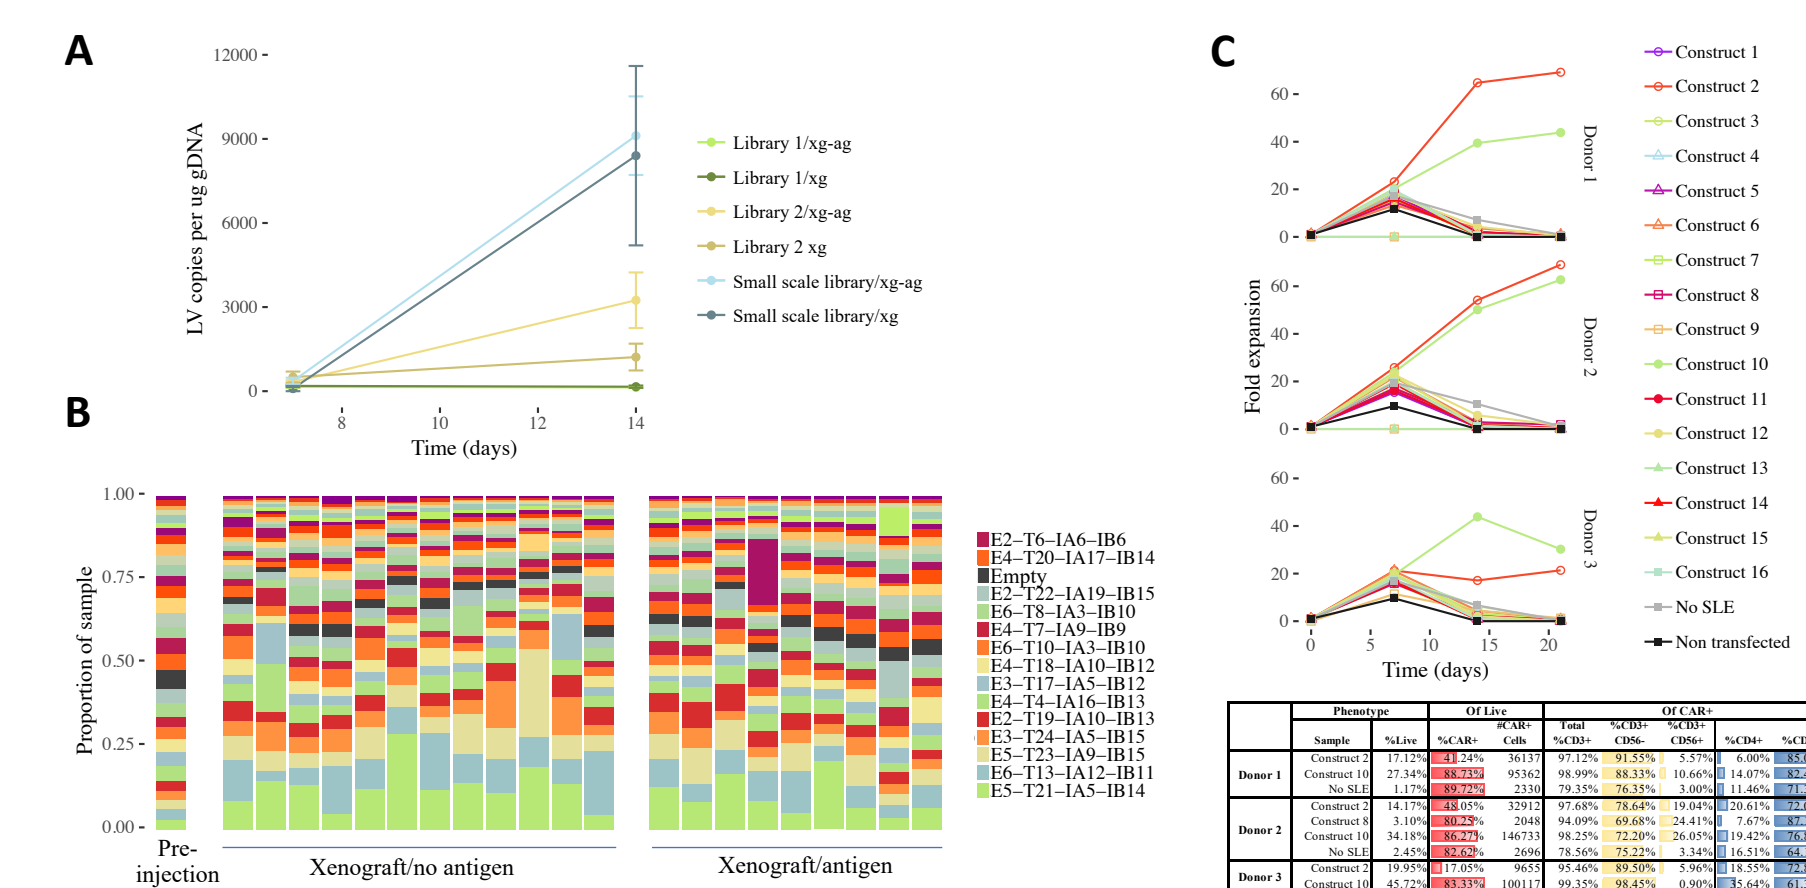 A
12000
9000
6000
3000
0
LV copies per ug gDNA
8
10
12
14
Time (days)
Library 1/xg-ag
Library 1/xg
Library 2/xg-ag
Library 2 xg
Small scale library/xg-ag
Small scale library/xg
B
1.00
0.75
0.50
0.25
0.00
Proportion of sample
Pre-
injection
Xenograft/no antigen
Xenograft/antigen
E2–T6–IA6–IB6
E4–T20–IA17–IB14
Empty
E2–T22–IA19–IB15
E6–T8–IA3–IB10
E4–T7–IA9–IB9
E6–T10–IA3–IB10
E4–T18–IA10–IB12
E3–T17–IA5–IB12
E4–T4–IA16–IB13
E2–T19–IA10–IB13
E3–T24–IA5–IB15
E5–T23–IA9–IB15
E6–T13–IA12–IB11
E5–T21–IA5–IB14
C
60
40
20
0
Donor 1
60
40
20
0
Donor 2
60
40
20
0
Donor 3
Fold expansion
0
5
10
15
20
Time (days)
Construct 1
Construct 2
Construct 3
Construct 4
Construct 5
Construct 6
Construct 7
Construct 8
Construct 9
Construct 10
Construct 11
Construct 12
Construct 13
Construct 14
Construct 15
Construct 16
No SLE
Non transfected
Phenotype Of Live Of CAR+
Sample %Live %CAR+ #CAR+ Cells Total %CD3+ %CD3+ CD56- %CD3+ CD56+ %CD4+
Donor 1
Construct 2 17.12% 41.24% 36137 97.12% 91.55% 5.57% 6.00%
Construct 10 27.34% 88.73% 95362 98.99% 88.33% 10.66% 14.07%
No SLE 1.17% 89.72% 2330 79.35% 76.35% 3.00% 11.46%
Donor 2
Construct 2 14.17% 48.05% 32912 97.68% 78.64% 19.04% 20.61%
Construct 8 3.10% 80.25% 2048 94.09% 69.68% 24.41% 7.67%
Construct 10 34.18% 86.27% 146733 98.25% 72.20% 26.05% 19.42%
No SLE 2.45% 82.62% 2696 78.56% 75.22% 3.34% 16.51%
Donor 3
Construct 2 19.95% 17.05% 9655 95.46% 89.50% 5.96% 18.55%
Construct 10 45.72% 83.33% 100117 99.35% 98.45% 0.90% 35.64%